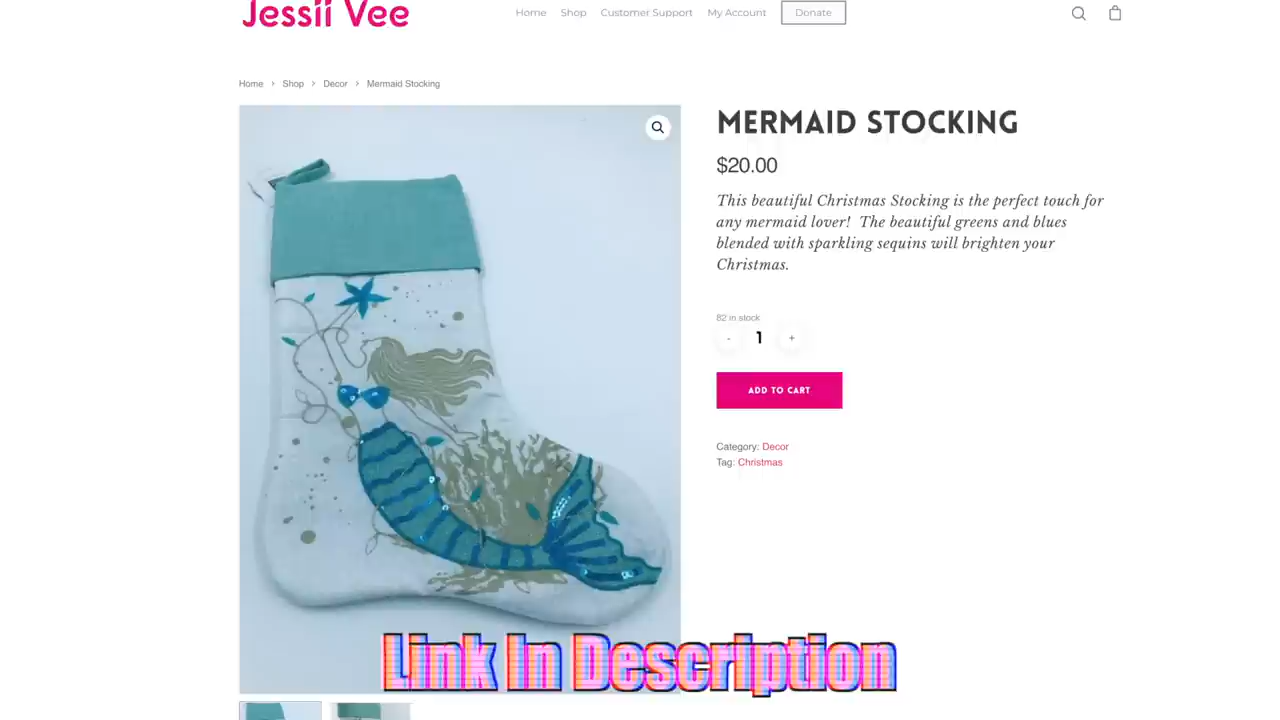 Jessii Vee
Home Shop Customer Support My Account Donate
Home > Shop > Decor > Mermaid Stocking
MERMAID STOCKING
$20.00
This beautiful Christmas Stocking is the perfect touch for
any mermaid lover! The beautiful greens and blues
blended with sparkling sequins will brighten your
Christmas.
82 in stock
- 1 +
ADD TO CART
Category: Decor
Tag: Christmas
Link In Description